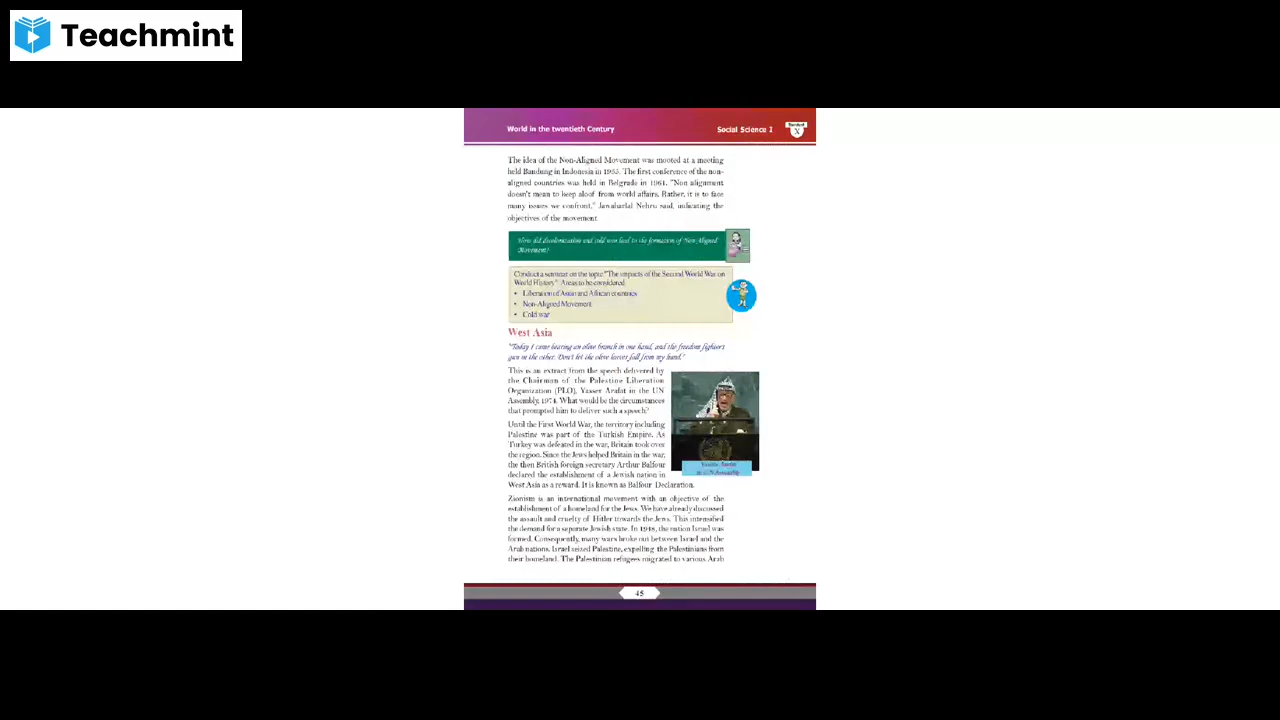 Teachmint
World in the twentieth Century
Social Science I
Standard
X
The idea of the Non-Aligned Movement was mooted at a meeting
held Bandung in Indonesia in 1955. The first conference of the non-
aligned countries was held in Belgrade in 1961. "Non alignment
doesn't mean to keep aloof from world affairs. Rather, it is to face
many issues we confront," Jawaharlal Nehru said, indicating the
objectives of the movement.
How did decolonization and cold war lead to the formation of Non-Aligned
Movement?
Conduct a seminar on the topic "The impacts of the Second World War on
World History". Areas to be considered
• Liberation of Asian and African countries
• Non-Aligned Movement
• Cold war
West Asia
"Today I came bearing an olive branch in one hand, and the freedom fighter's
gun in the other. Don't let the olive leaves fall from my hand."
This is an extract from the speech delivered by
the Chairman of the Palestine Liberation
Organization (PLO), Yasser Arafat in the UN
Assembly, 1974. What would be the circumstances
that prompted him to deliver such a speech?
Until the First World War, the territory including
Palestine was part of the Turkish Empire. As
Turkey was defeated in the war, Britain took over
the region. Since the Jews helped Britain in the war,
the then British foreign secretary Arthur Balfour
declared the establishment of a Jewish nation in
West Asia as a reward. It is known as Balfour Declaration.
Yasser Arafat
in UN Assembly
Zionism is an international movement with an objective of the
establishment of a homeland for the Jews. We have already discussed
the assault and cruelty of Hitler towards the Jews. This intensified
the demand for a separate Jewish state. In 1948, the nation Israel was
formed. Consequently, many wars broke out between Israel and the
Arab nations. Israel seized Palestine, expelling the Palestinians from
their homeland. The Palestinian refugees migrated to various Arab
45